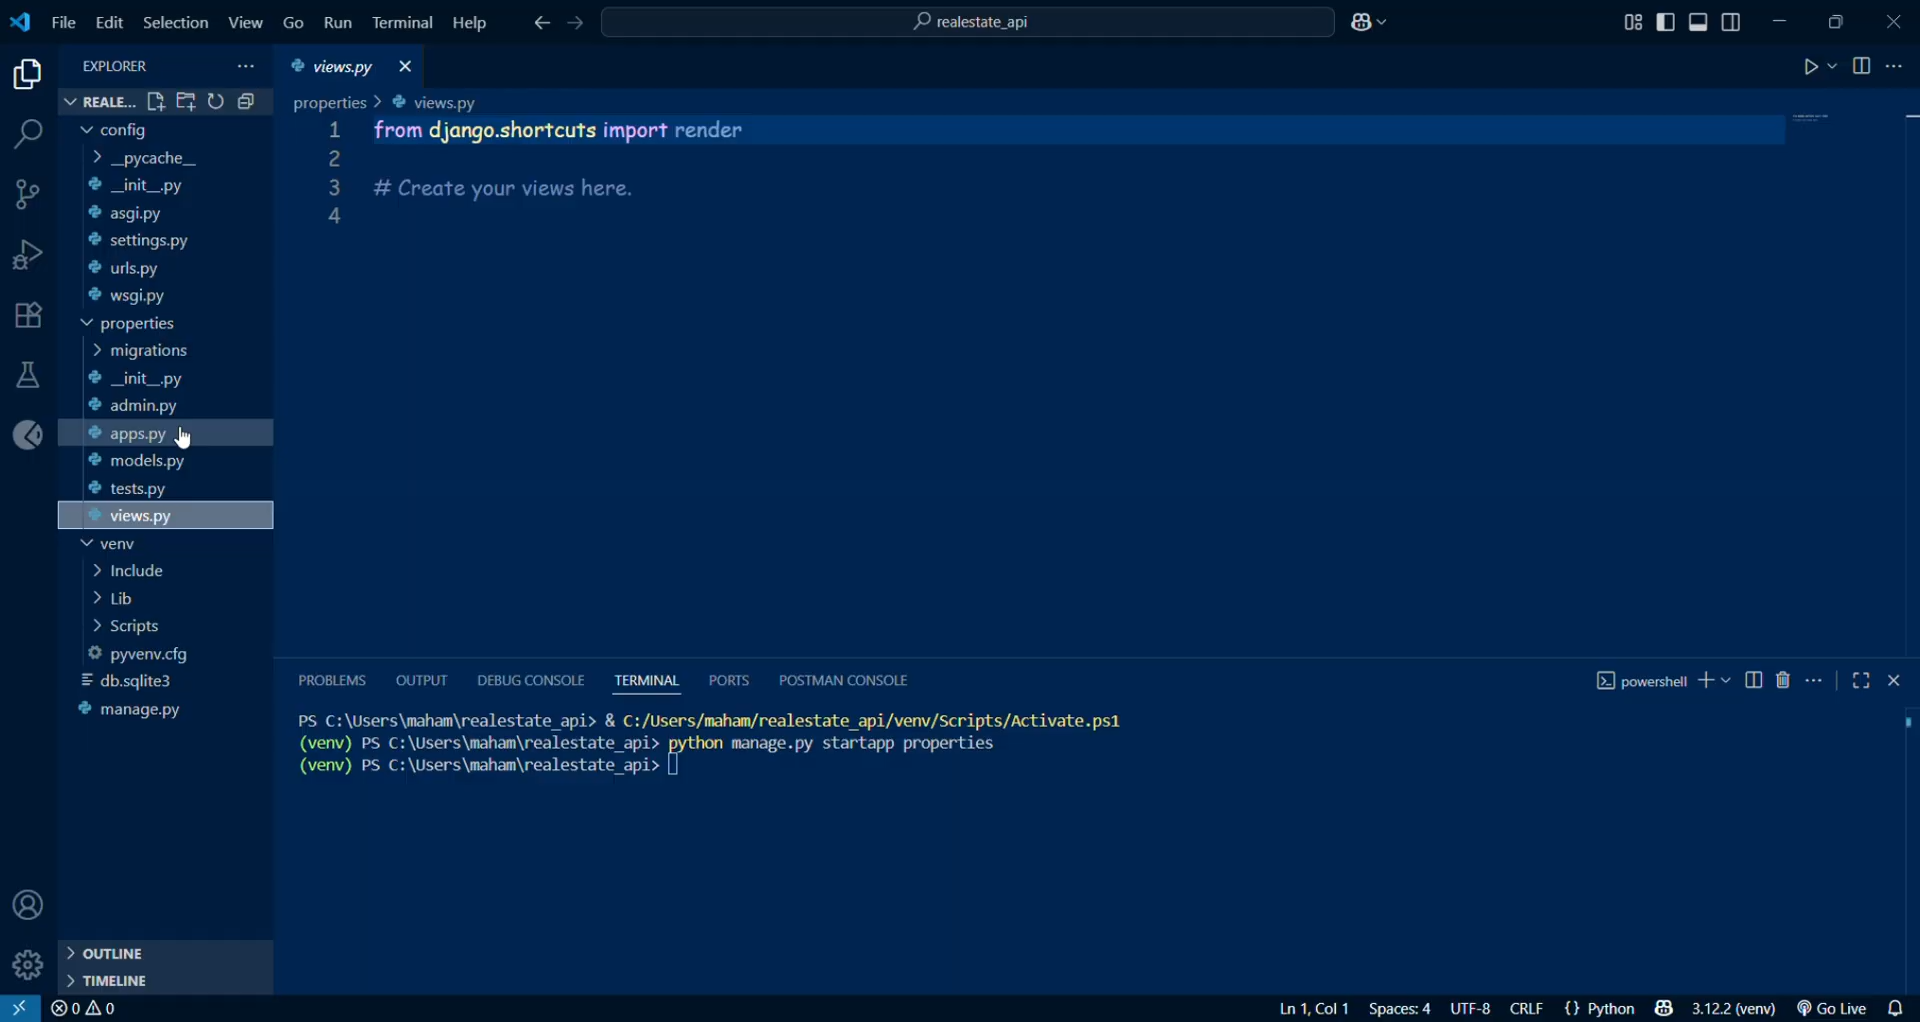 File Edit Selection View Go Run Terminal Help
realestate_api
EXPLORER
REALE...
config
__pycache__
__init__.py
asgi.py
settings.py
urls.py
wsgi.py
properties
migrations
__init__.py
admin.py
apps.py
models.py
tests.py
views.py
venv
Include
Lib
Scripts
pyvenv.cfg
db.sqlite3
manage.py
OUTLINE
TIMELINE
views.py
properties > views.py
1 from django.shortcuts import render
2
3 # Create your views here.
4
PROBLEMS OUTPUT DEBUG CONSOLE TERMINAL PORTS POSTMAN CONSOLE
powershell
PS C:\Users\maham\realestate_api> & C:/Users/maham/realestate_api/venv/Scripts/Activate.ps1
(venv) PS C:\Users\maham\realestate_api> python manage.py startapp properties
(venv) PS C:\Users\maham\realestate_api>
0 0
Ln 1, Col 1 Spaces: 4 UTF-8 CRLF {} Python 3.12.2 (venv) Go Live